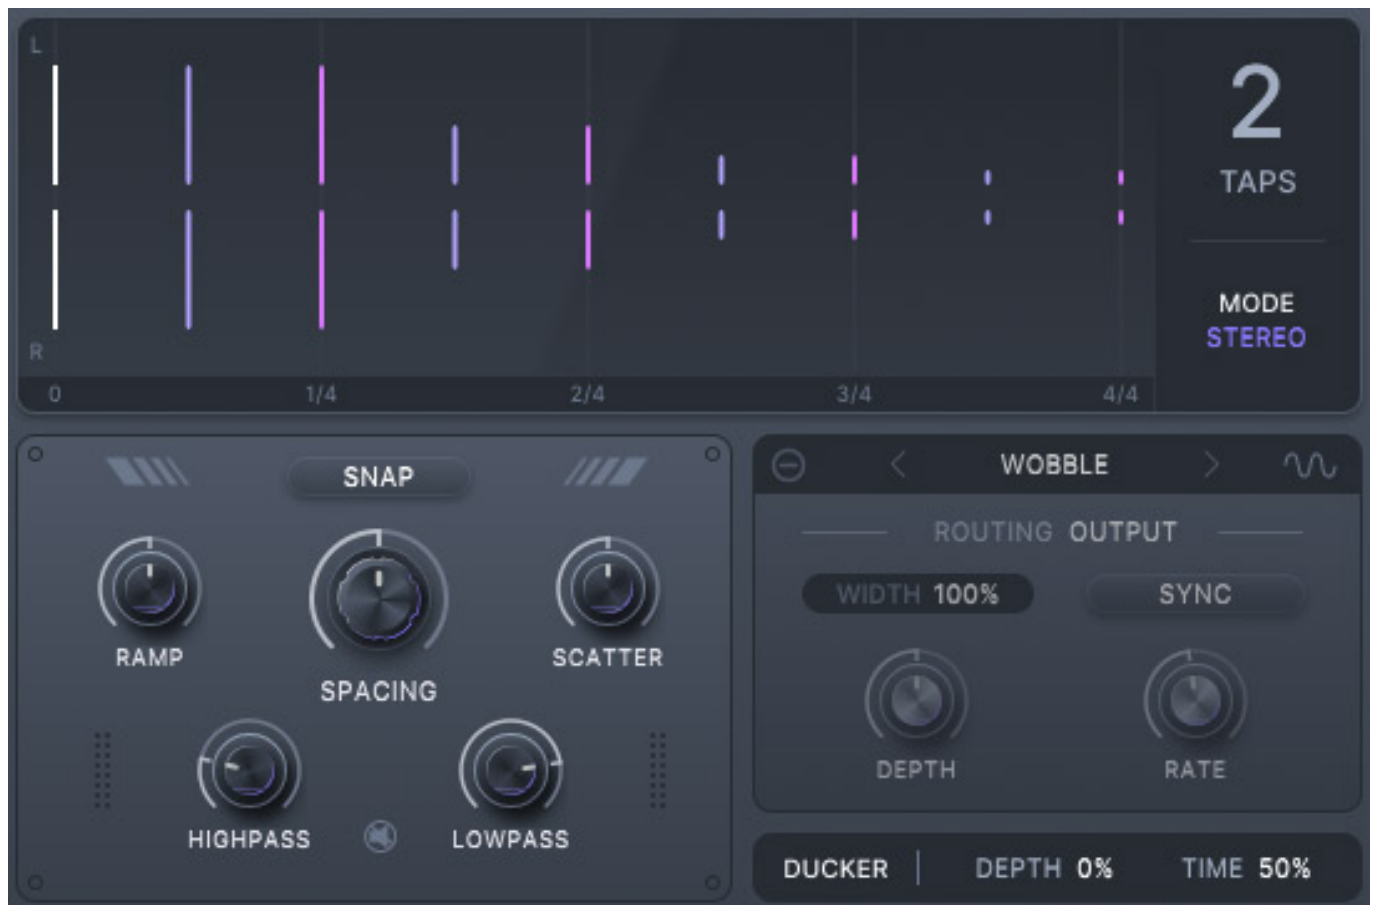 L
2
TAPS
MODE
STEREO
R
0 1/4 2/4 3/4 4/4
SNAP
RAMP
SPACING
SCATTER
HIGHPASS
LOWPASS
WOBBLE
ROUTING OUTPUT
WIDTH 100%
SYNC
DEPTH
RATE
DUCKER DEPTH 0% TIME 50%